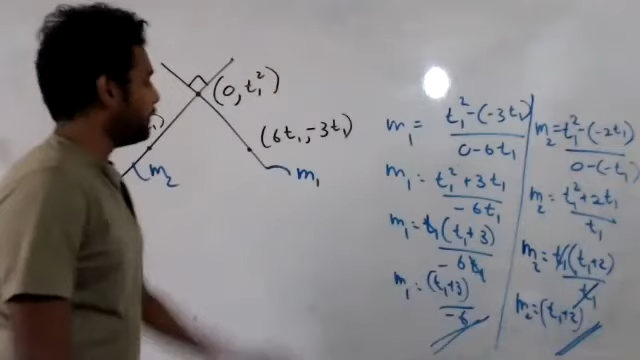 (0, t₁²)
(6t₁, -3t₁)
m₂
m₁
m₁ = t₁² - (-3t₁) / 0 - 6t₁
m₁ = t₁² + 3t₁ / -6t₁
m₁ = t₁(t₁+3) / -6t₁
m₁ = (t₁+3) / -6
m₂ = t₁² - (-2t₁) / 0 - (-t₁)
m₂ = t₁² + 2t₁ / t₁
m₂ = t₁(t₁+2) / t₁
m₂ = (t₁+2)